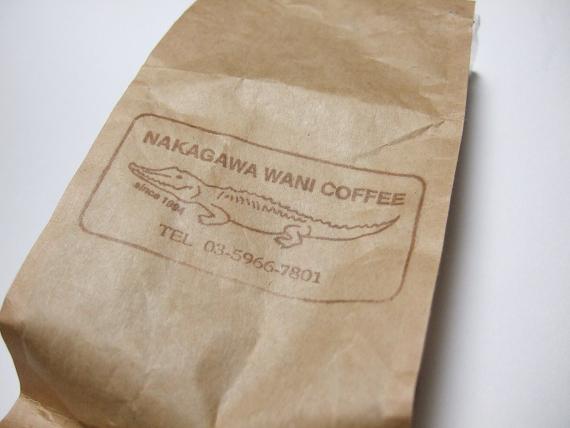 NAKAGAWA WANI COFFEE
since 1994
TEL 03-5966-7801